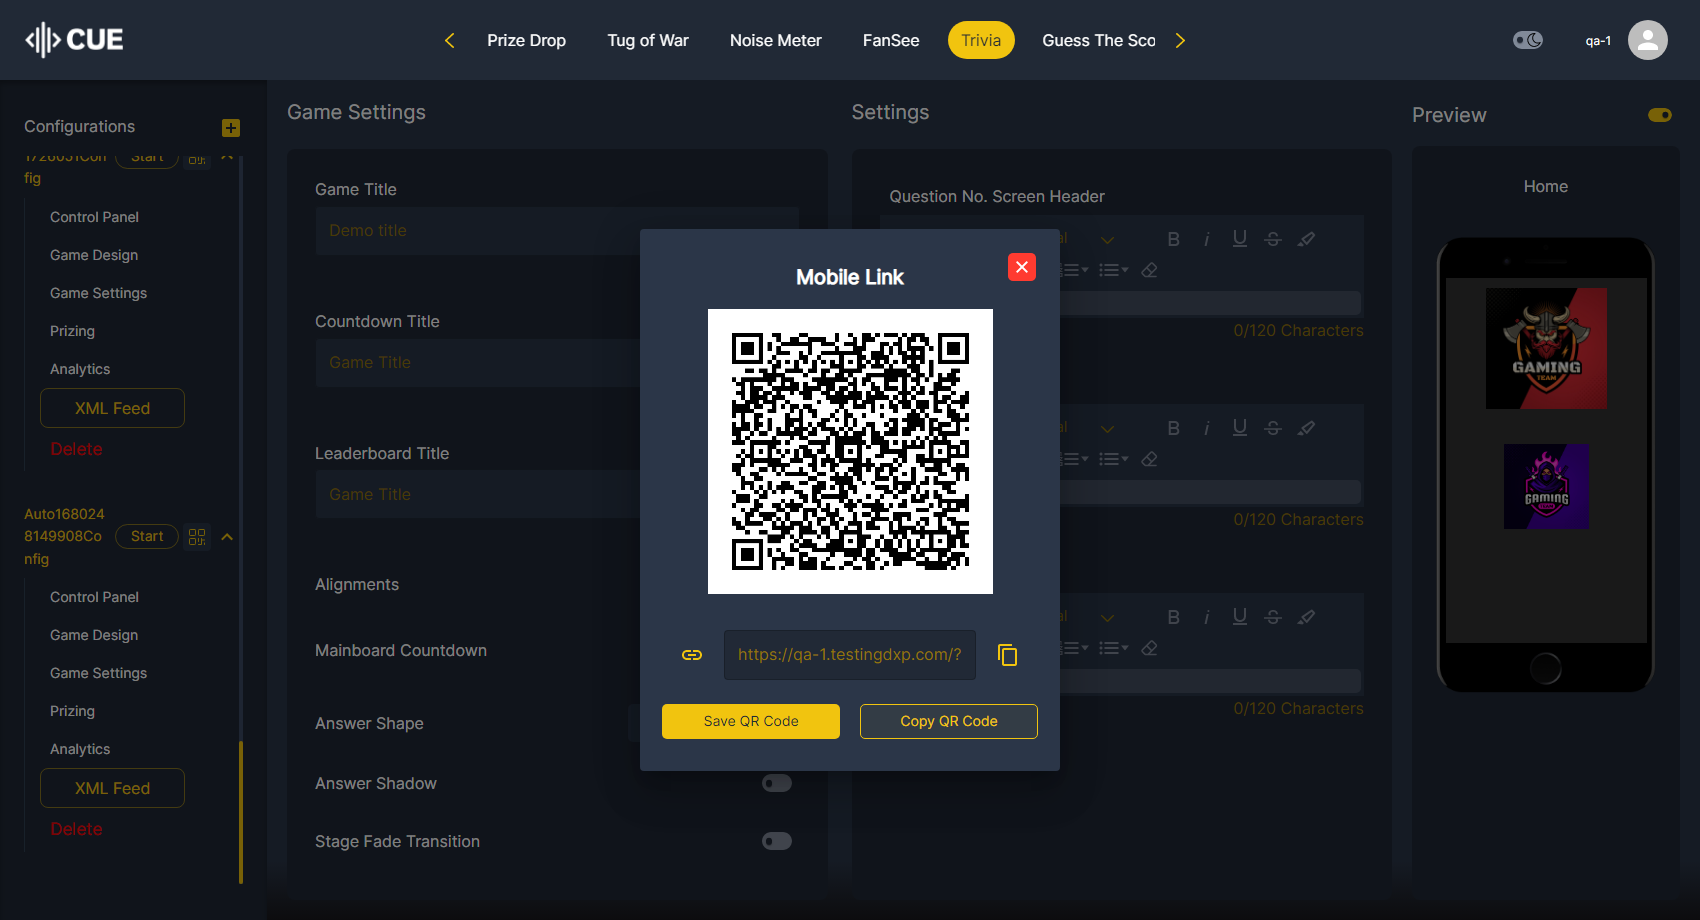 CUE
Prize Drop
Tug of War
Noise Meter
FanSee
Trivia
Guess The Sco
qa-1
Configurations
1726051Con
fig
Start
Control Panel
Game Design
Game Settings
Prizing
Analytics
XML Feed
Delete
Auto168024
8149908Co
nfig
Start
Control Panel
Game Design
Game Settings
Prizing
Analytics
XML Feed
Delete
Game Settings
Game Title
Demo title
Countdown Title
Game Title
Leaderboard Title
Game Title
Alignments
Mainboard Countdown
Answer Shape
Answer Shadow
Stage Fade Transition
Settings
Question No. Screen Header
al
B i U S
0/120 Characters
al
B i U S
0/120 Characters
al
B i U S
0/120 Characters
Mobile Link
https://qa-1.testingdxp.com/?
Save QR Code
Copy QR Code
Preview
Home
GAMING
TEAM
GAMING
TEAM